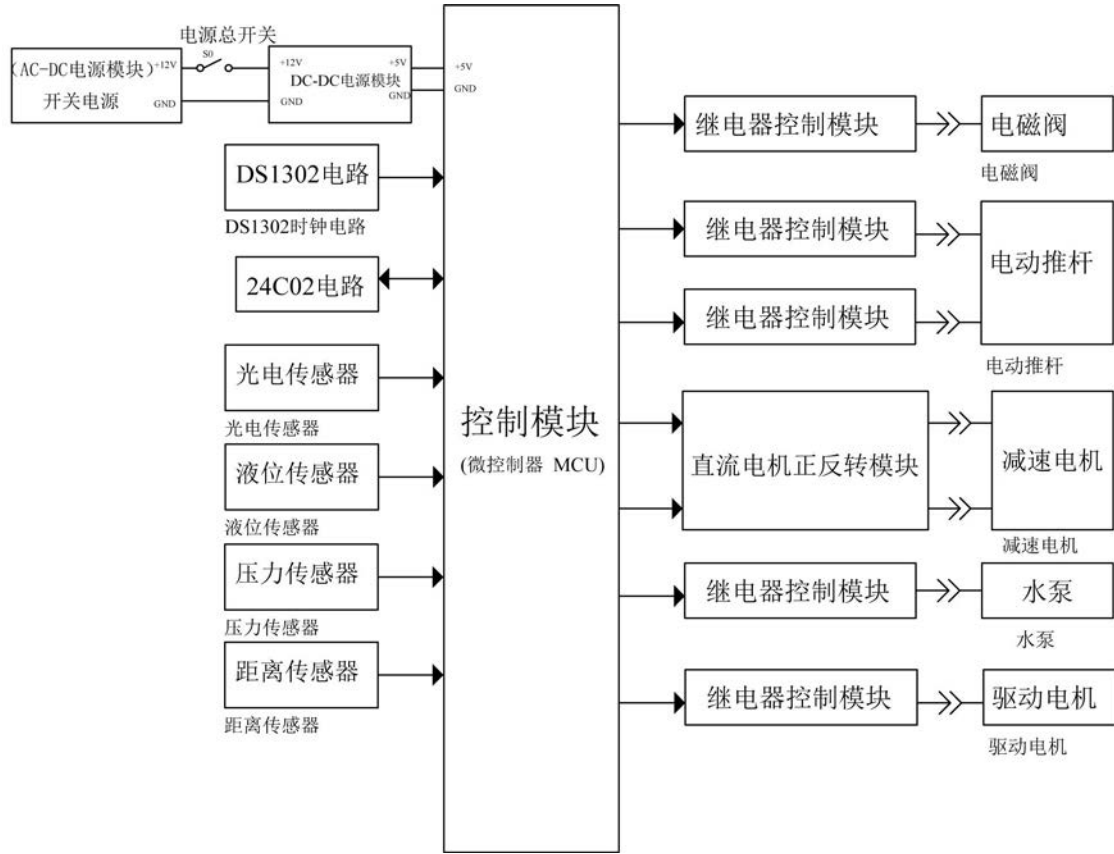 电源总开关
S0
(AC-DC电源模块)
开关电源
+12V
GND
+12V
+5V
DC-DC电源模块
GND
GND
+5V
GND
DS1302电路
DS1302时钟电路
24C02电路
光电传感器
光电传感器
液位传感器
液位传感器
压力传感器
压力传感器
距离传感器
距离传感器
控制模块
(微控制器 MCU)
继电器控制模块
电磁阀
电磁阀
继电器控制模块
电动推杆
继电器控制模块
电动推杆
直流电机正反转模块
减速电机
减速电机
继电器控制模块
水泵
水泵
继电器控制模块
驱动电机
驱动电机